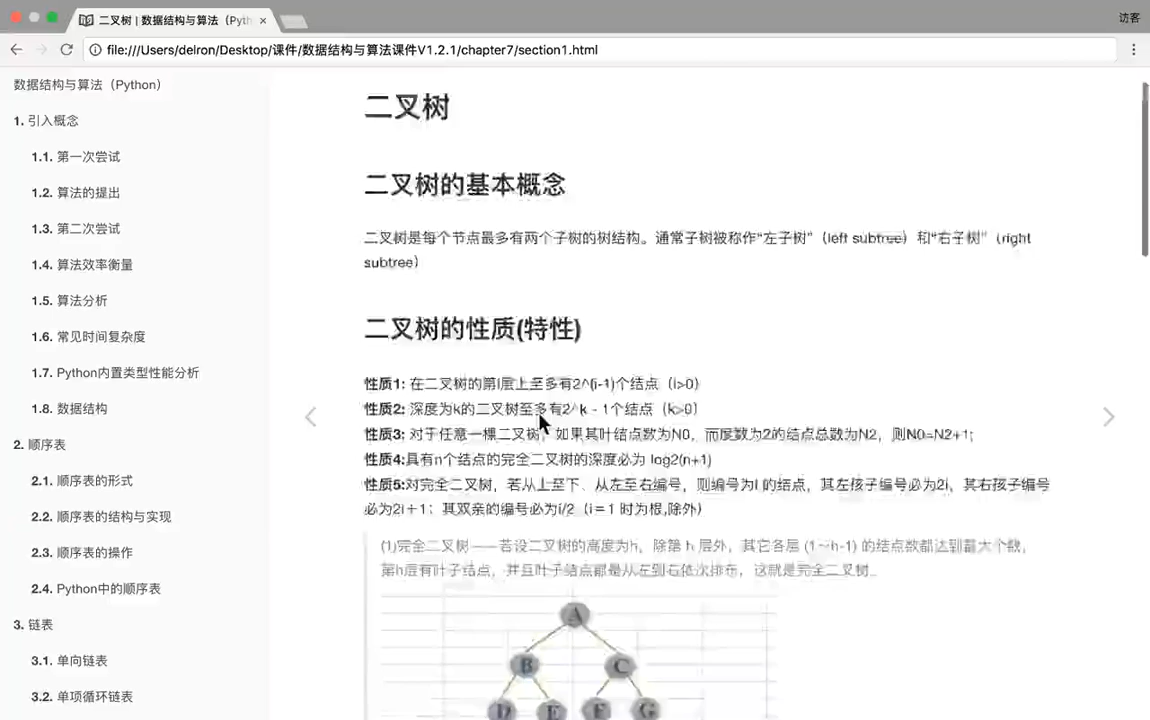 二叉树 | 数据结构与算法（Pyth
访客
file:///Users/delron/Desktop/课件/数据结构与算法课件V1.2.1/chapter7/section1.html
数据结构与算法（Python）
1. 引入概念
1.1. 第一次尝试
1.2. 算法的提出
1.3. 第二次尝试
1.4. 算法效率衡量
1.5. 算法分析
1.6. 常见时间复杂度
1.7. Python内置类型性能分析
1.8. 数据结构
2. 顺序表
2.1. 顺序表的形式
2.2. 顺序表的结构与实现
2.3. 顺序表的操作
2.4. Python中的顺序表
3. 链表
3.1. 单向链表
3.2. 单项循环链表
二叉树
二叉树的基本概念
二叉树是每个节点最多有两个子树的树结构。通常子树被称作“左子树”（left subtree）和“右子树”（right
subtree）
二叉树的性质(特性)
性质1: 在二叉树的第i层上至多有2^(i-1)个结点（i>0）
性质2: 深度为k的二叉树至多有2^k - 1个结点（k>0）
性质3: 对于任意一棵二叉树，如果其叶结点数为N0，而度数为2的结点总数为N2，则N0=N2+1;
性质4:具有n个结点的完全二叉树的深度必为 log2(n+1)
性质5:对完全二叉树，若从上至下、从左至右编号，则编号为i 的结点，其左孩子编号必为2i，其右孩子编号
必为2i＋1；其双亲的编号必为i/2（i＝1 时为根,除外）
(1)完全二叉树——若设二叉树的高度为h，除第 h 层外，其它各层 (1～h-1) 的结点数都达到最大个数，
第h层有叶子结点，并且叶子结点都是从左到右依次排布，这就是完全二叉树。
A
B C
D E F G